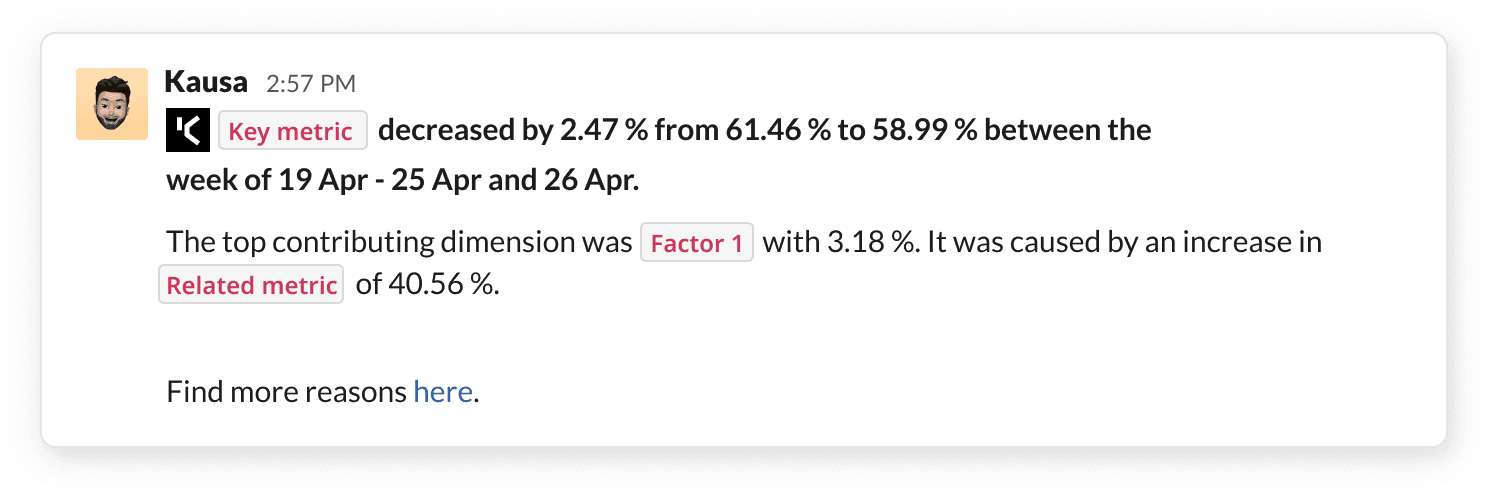 Kausa 2:57 PM
Key metric decreased by 2.47 % from 61.46 % to 58.99 % between the
week of 19 Apr - 25 Apr and 26 Apr.
The top contributing dimension was Factor 1 with 3.18 %. It was caused by an increase in
Related metric of 40.56 %.
Find more reasons here.